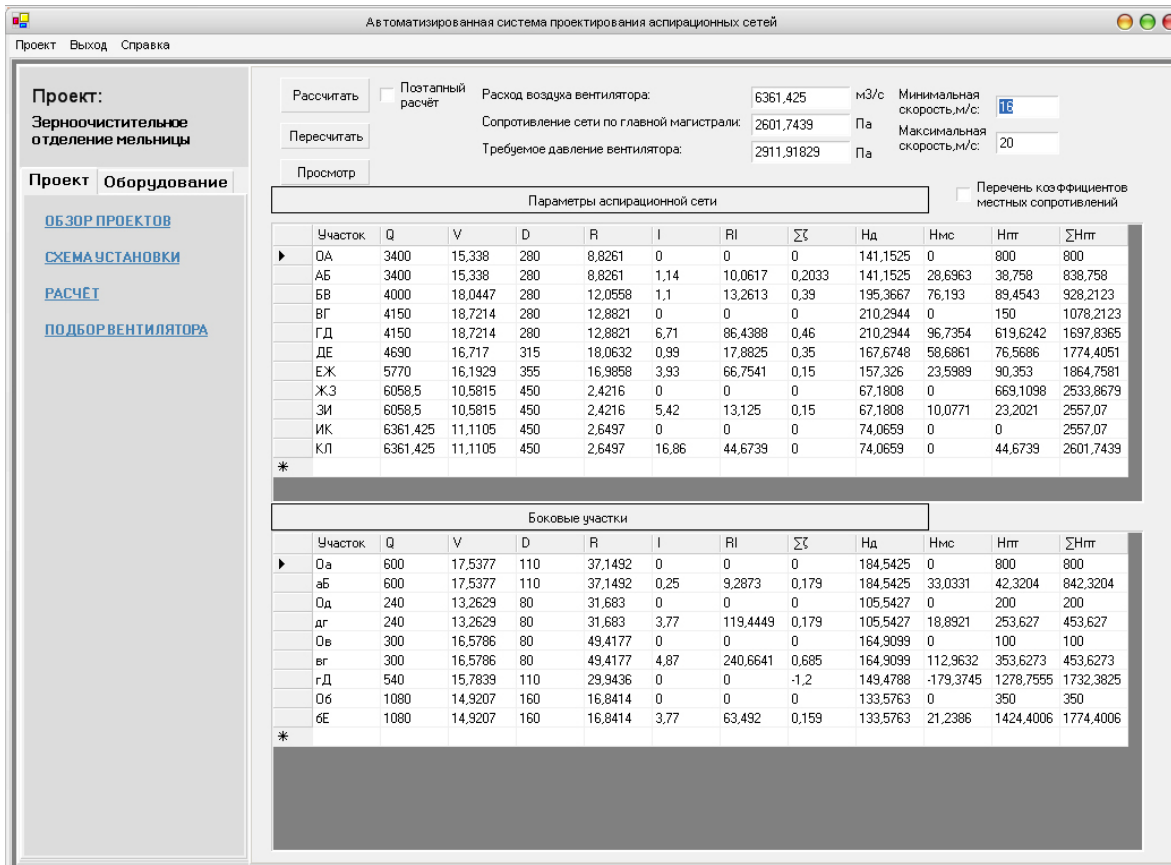 Автоматизированная система проектирования аспирационных сетей
Проект Выход Справка
Проект:
Зерноочистительное
отделение мельницы
Проект Оборудование
ОБЗОР ПРОЕКТОВ
СХЕМА УСТАНОВКИ
РАСЧЁТ
ПОДБОР ВЕНТИЛЯТОРА
Рассчитать
Пересчитать
Просмотр
Поэтапный
расчёт
Расход воздуха вентилятора: 6361,425 м3/с
Сопротивление сети по главной магистрали: 2601,7439 Па
Требуемое давление вентилятора: 2911,91829 Па
Минимальная
скорость,м/с: 16
Максимальная
скорость,м/с: 20
Параметры аспирационной сети
Перечень коэффициентов
местных сопротивлений
Участок Q V D R l Rl Σζ Нд Нмс Нпт ∑Нпт
ОА 3400 15,338 280 8,8261 0 0 0 141,1525 0 800 800
АБ 3400 15,338 280 8,8261 1,14 10,0617 0,2033 141,1525 28,6963 38,758 838,758
БВ 4000 18,0447 280 12,0558 1,1 13,2613 0,39 195,3667 76,193 89,4543 928,2123
ВГ 4150 18,7214 280 12,8821 0 0 0 210,2944 0 150 1078,2123
ГД 4150 18,7214 280 12,8821 6,71 86,4388 0,46 210,2944 96,7354 619,6242 1697,8365
ДЕ 4690 16,717 315 18,0632 0,99 17,8825 0,35 167,6748 58,6861 76,5686 1774,4051
ЕЖ 5770 16,1929 355 16,9858 3,93 66,7541 0,15 157,326 23,5989 90,353 1864,7581
ЖЗ 6058,5 10,5815 450 2,4216 0 0 0 67,1808 0 669,1098 2533,8679
ЗИ 6058,5 10,5815 450 2,4216 5,42 13,125 0,15 67,1808 10,0771 23,2021 2557,07
ИК 6361,425 11,1105 450 2,6497 0 0 0 74,0659 0 0 2557,07
КЛ 6361,425 11,1105 450 2,6497 16,86 44,6739 0 74,0659 0 44,6739 2601,7439
Боковые участки
Участок Q V D R l Rl Σζ Нд Нмс Нпт ∑Нпт
Оа 600 17,5377 110 37,1492 0 0 0 184,5425 0 800 800
аБ 600 17,5377 110 37,1492 0,25 9,2873 0,179 184,5425 33,0331 42,3204 842,3204
Од 240 13,2629 80 31,683 0 0 0 105,5427 0 200 200
дг 240 13,2629 80 31,683 3,77 119,4449 0,179 105,5427 18,8921 253,627 453,627
Ов 300 16,5786 80 49,4177 0 0 0 164,9099 0 100 100
вг 300 16,5786 80 49,4177 4,87 240,6641 0,685 164,9099 112,9632 353,6273 453,6273
гД 540 15,7839 110 29,9436 0 0 -1,2 149,4788 -179,3745 1278,7555 1732,3825
Об 1080 14,9207 160 16,8414 0 0 0 133,5763 0 350 350
бЕ 1080 14,9207 160 16,8414 3,77 63,492 0,159 133,5763 21,2386 1424,4006 1774,4006